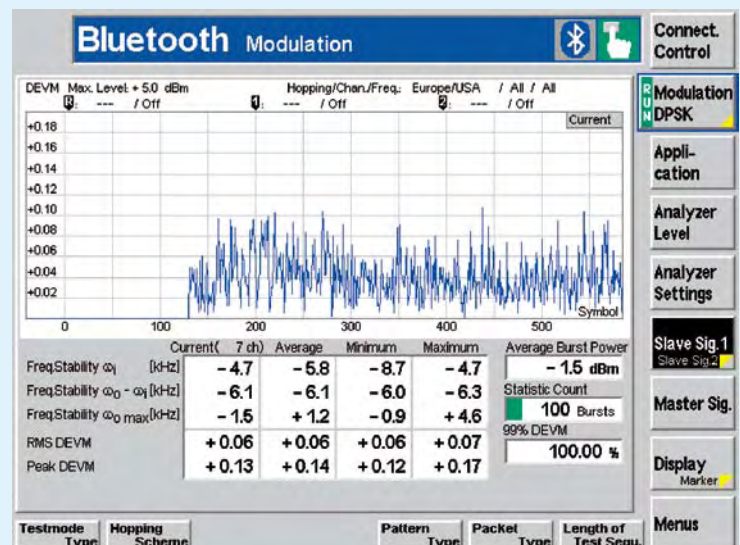 Bluetooth Modulation
Connect.
Control
DEVM Max. Level: + 5.0 dBm Hopping/Chan./Freq.: Europe/USA / All / All
R: --- / Off 1: --- / Off 2: --- / Off
Current
+0.18
+0.16
+0.14
+0.12
+0.10
+0.08
+0.06
+0.04
+0.02
Symbol
0 100 200 300 400 500
Current( 7 ch) Average Minimum Maximum Average Burst Power
Freq.Stability ωi [kHz] -4.7 -5.8 -8.7 -4.7 -1.5 dBm
Freq.Stability ω0 - ωi [kHz] -6.1 -6.1 -6.0 -6.3 Statistic Count
Freq.Stability ω0 max [kHz] -1.5 +1.2 -0.9 +4.6 100 Bursts
RMS DEVM +0.06 +0.06 +0.06 +0.07 99% DEVM
Peak DEVM +0.13 +0.14 +0.12 +0.17 100.00 %
RUN
Modulation
DPSK
Appli-
cation
Analyzer
Level
Analyzer
Settings
Slave Sig.1
Slave Sig.2
Master Sig.
Display
Marker
Menus
Testmode
Type
Hopping
Scheme
Pattern
Type
Packet
Type
Length of
Test Sequ.